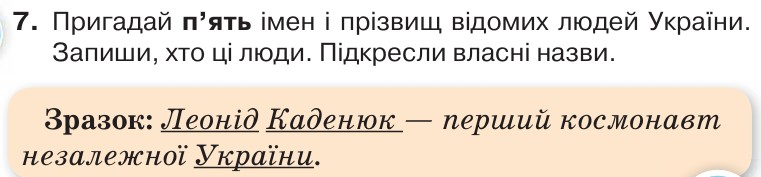 7. Пригадай п’ять імен і прізвищ відомих людей України.
Запиши, хто ці люди. Підкресли власні назви.
Зразок: Леонід Каденюк — перший космонавт
незалежної України.